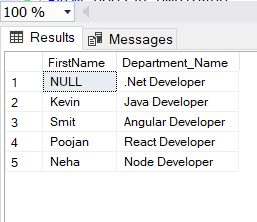 100 %
Results Messages
FirstName Department_Name
1 NULL .Net Developer
2 Kevin Java Developer
3 Smit Angular Developer
4 Poojan React Developer
5 Neha Node Developer